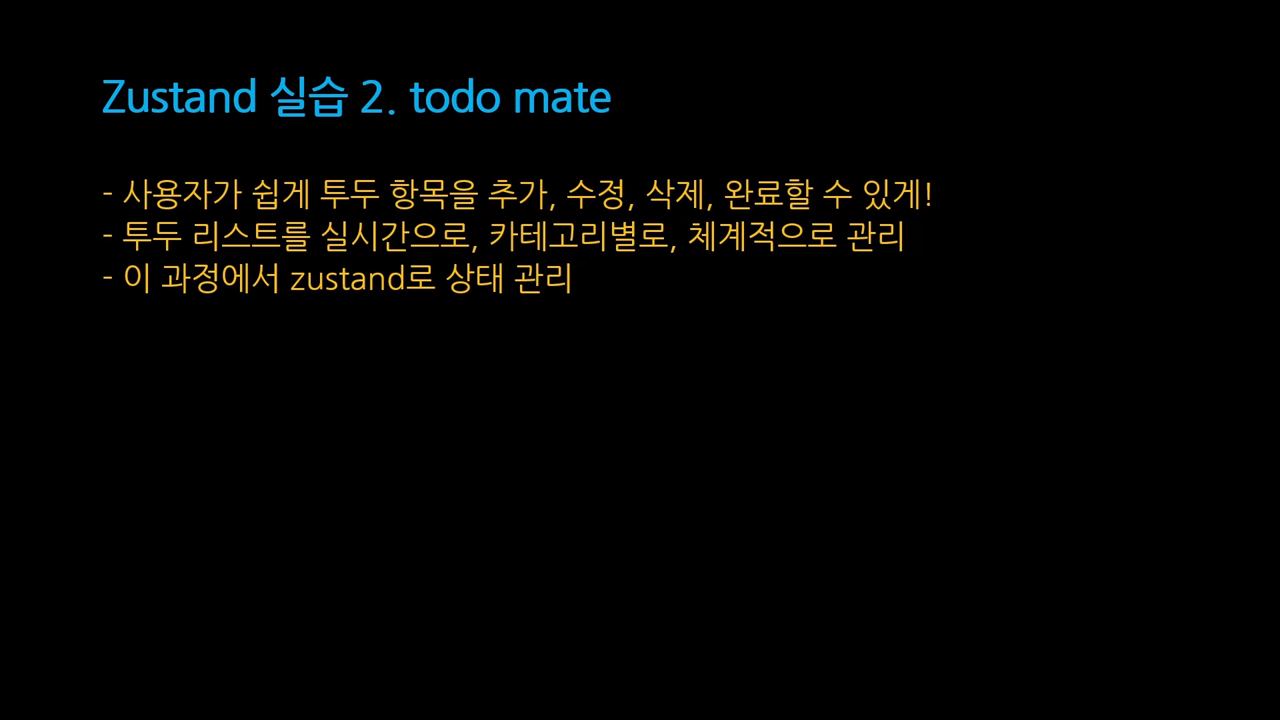 Zustand 실습 2. todo mate
- 사용자가 쉽게 투두 항목을 추가, 수정, 삭제, 완료할 수 있게!
- 투두 리스트를 실시간으로, 카테고리별로, 체계적으로 관리
- 이 과정에서 zustand로 상태 관리